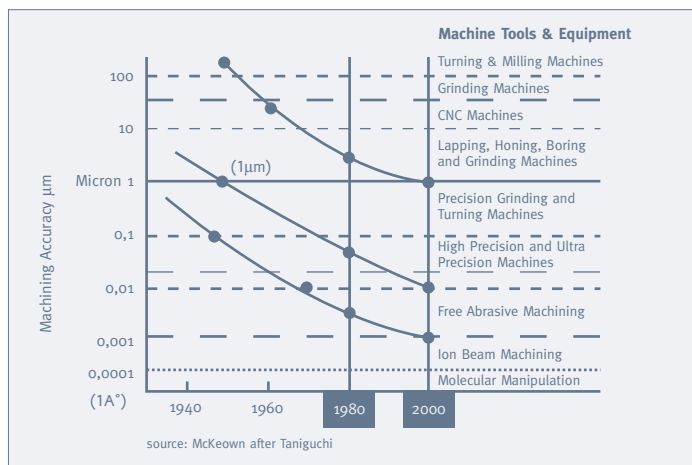 Machine Tools & Equipment
Turning & Milling Machines
100
Grinding Machines
CNC Machines
10
Lapping, Honing, Boring
and Grinding Machines
(1µm)
Micron 1
Precision Grinding and
Turning Machines
0,1
High Precision and Ultra
Precision Machines
0,01
Free Abrasive Machining
0,001
Ion Beam Machining
0,0001
Molecular Manipulation
(1A°)
Machining Accuracy µm
1940
1960
1980
2000
source: McKeown after Taniguchi